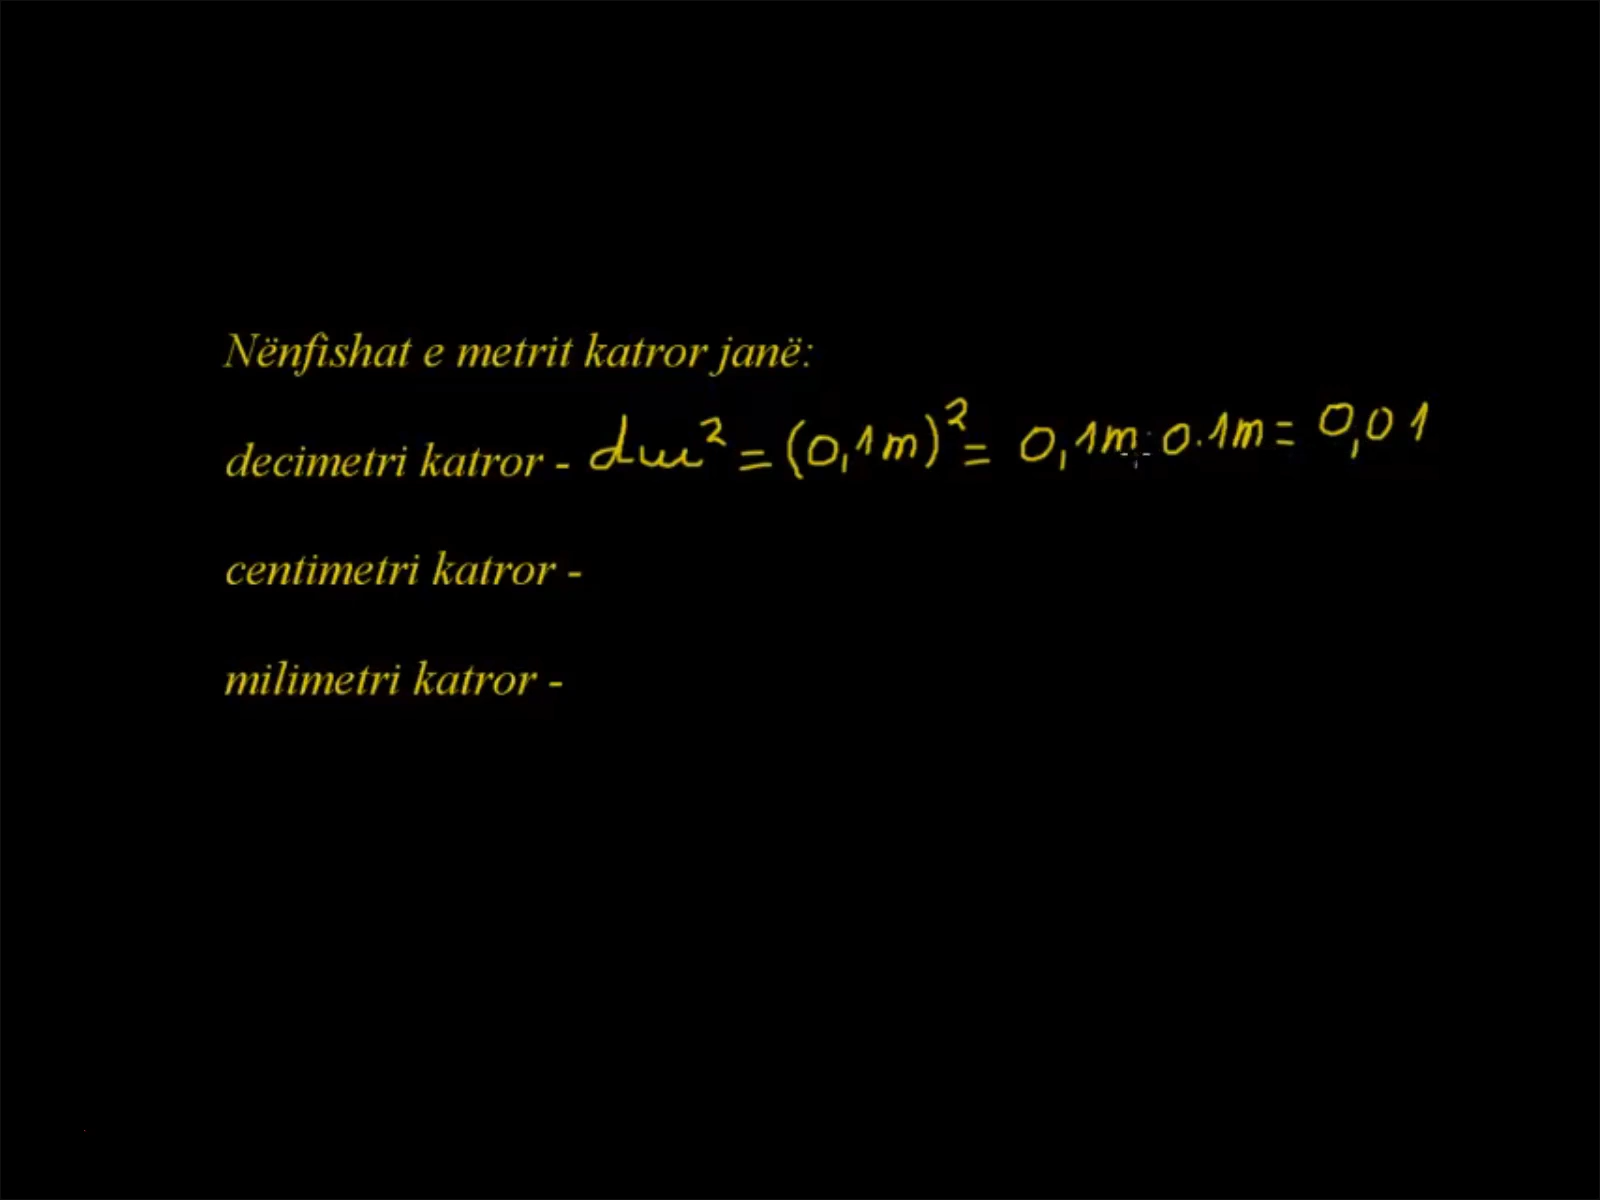 Nënfishat e metrit katror janë:
decimetri katror - dm² = (0,1m)² = 0,1m · 0.1m = 0,01
centimetri katror -
milimetri katror -